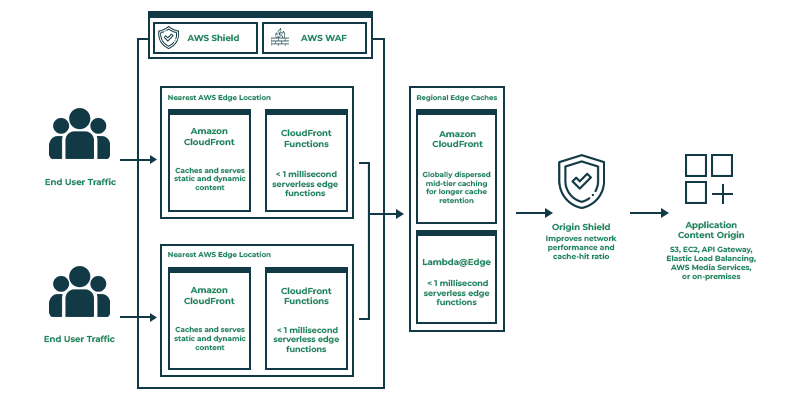 AWS Shield
AWS WAF
Nearest AWS Edge Location
Amazon
CloudFront
Caches and serves
static and dynamic
content
CloudFront
Functions
< 1 millisecond
serverless edge
functions
End User Traffic
Nearest AWS Edge Location
Amazon
CloudFront
Caches and serves
static and dynamic
content
CloudFront
Functions
< 1 millisecond
serverless edge
functions
End User Traffic
Regional Edge Caches
Amazon
CloudFront
Globally dispersed
mid-tier caching
for longer cache
retention
Lambda@Edge
< 1 millisecond
serverless edge
functions
Origin Shield
Improves network
performance and
cache-hit ratio
Application
Content Origin
S3, EC2, API Gateway,
Elastic Load Balancing,
AWS Media Services,
or on-premises